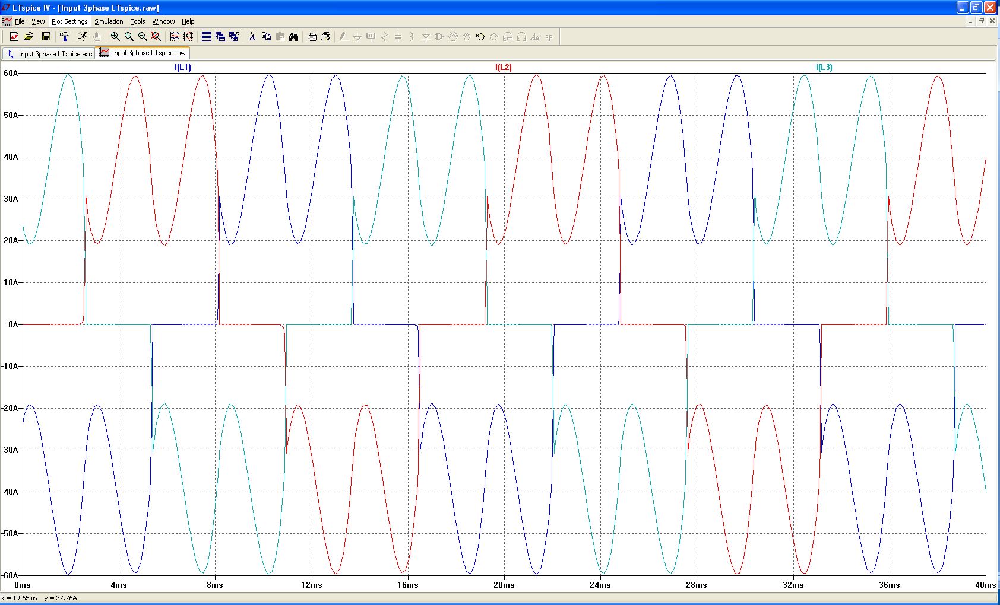 LTspice IV - [Input 3phase LTspice.raw]
File View Plot Settings Simulation Tools Window Help
Input 3phase LTspice.asc Input 3phase LTspice.raw
I(L1) I(L2) I(L3)
60A
50A
40A
30A
20A
10A
0A
-10A
-20A
-30A
-40A
-50A
-60A
0ms 4ms 8ms 12ms 16ms 20ms 24ms 28ms 32ms 36ms 40ms
x = 19.65ms y = 37.76A